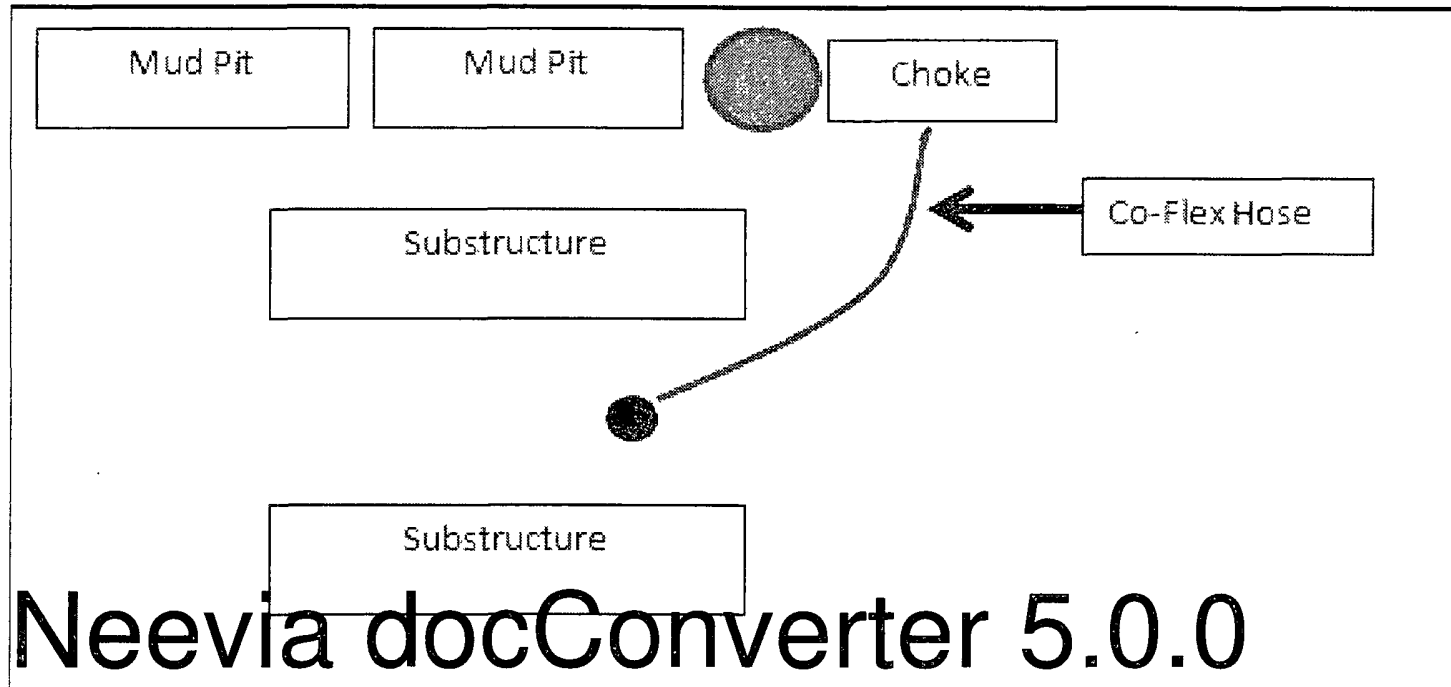 Mud Pit
Mud Pit
Choke
Co-Flex Hose
Substructure
Substructure
Neevia docConverter 5.0.0